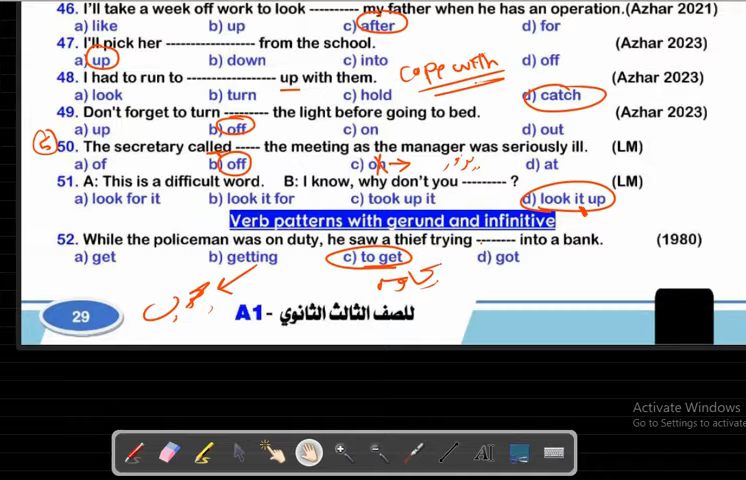 46. I'll take a week off work to look ---------- my father when he has an operation.(Azhar 2021)
a) like b) up c) after d) for
47. I'll pick her ----------------- from the school. (Azhar 2023)
a) up b) down c) into d) off
48. I had to run to ----------------- up with them. (Azhar 2023)
cope with
a) look b) turn c) hold d) catch
49. Don't forget to turn -------- the light before going to bed. (Azhar 2023)
a) up b) off c) on d) out
50. The secretary called ----- the meeting as the manager was seriously ill. (LM)
a) of b) off c) on d) at
51. A: This is a difficult word. B: I know, why don't you --------- ? (LM)
a) look for it b) look it for c) took up it d) look it up
Verb patterns with gerund and infinitive
52. While the policeman was on duty, he saw a thief trying -------- into a bank. (1980)
a) get b) getting c) to get d) got
29 A1- للصف الثالث الثانوي
Activate Windows
Go to Settings to activate
AI